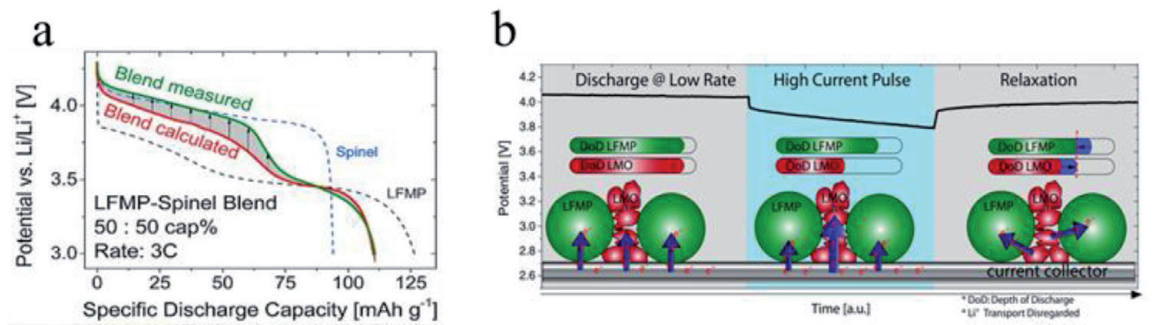 a
Potential vs. Li/Li+ [V]
4.0
3.5
3.0
Blend measured
Blend calculated
Spinel
LFMP
LFMP-Spinel Blend
50 : 50 cap%
Rate: 3C
0 25 50 75 100 125
Specific Discharge Capacity [mAh g-1]
b
Potential [V]
4.2
4.0
3.8
3.6
3.4
3.2
3.0
2.8
2.6
Discharge @ Low Rate
High Current Pulse
Relaxation
DoD LFMP
DoD LMO
DoD LFMP
DoD LMO
DoD LFMP
DoD LMO
LFMP
LMO
LFMP
LMO
LFMP
LMO
e- e- e- e- e-
current collector
Time [a.u.]
* DoD: Depth of Discharge
* Li+ Transport Disregarded